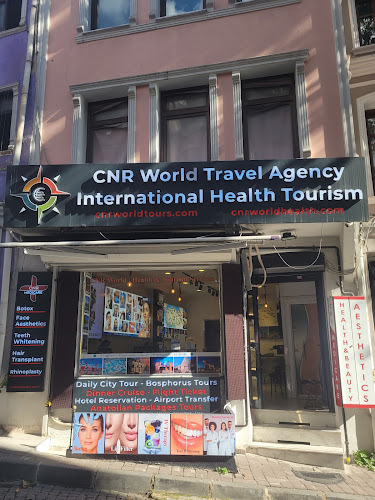 CNR World Travel Agency
International Health Tourism
cnrworldtours.com - cnrworldhealth.com
Botox
Face
Aesthetics
Teeth
Whitening
Hair
Transplant
Rhinoplasty
Daily City Tour - Bosphorus Tours
Dinner Cruise - Flight Ticket
Hotel Reservation - Airport Transfer
Anatolian Packages Tours
HEALTH&BEAUTY
AESTHETICS